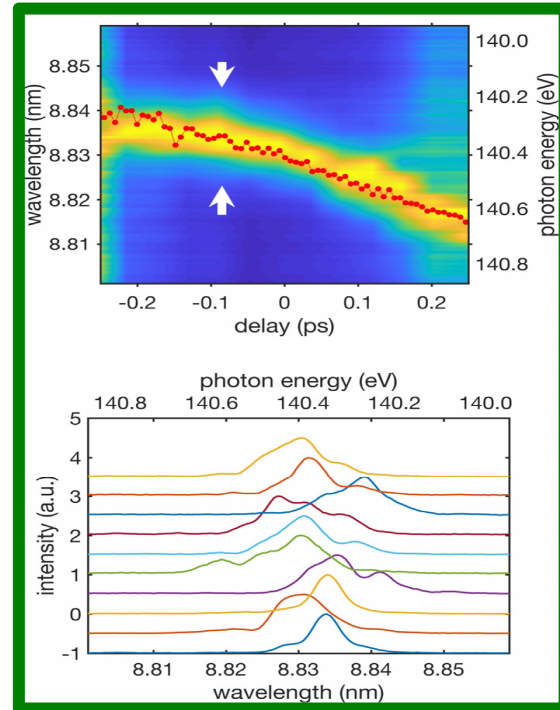 140.0
8.85
140.2
8.84
140.4
8.83
140.6
8.82
140.8
8.81
wavelength (nm)
photon energy (eV)
-0.2 -0.1 0 0.1 0.2
delay (ps)
photon energy (eV)
140.8 140.6 140.4 140.2 140.0
5
4
3
2
1
0
-1
intensity (a.u.)
8.81 8.82 8.83 8.84 8.85
wavelength (nm)